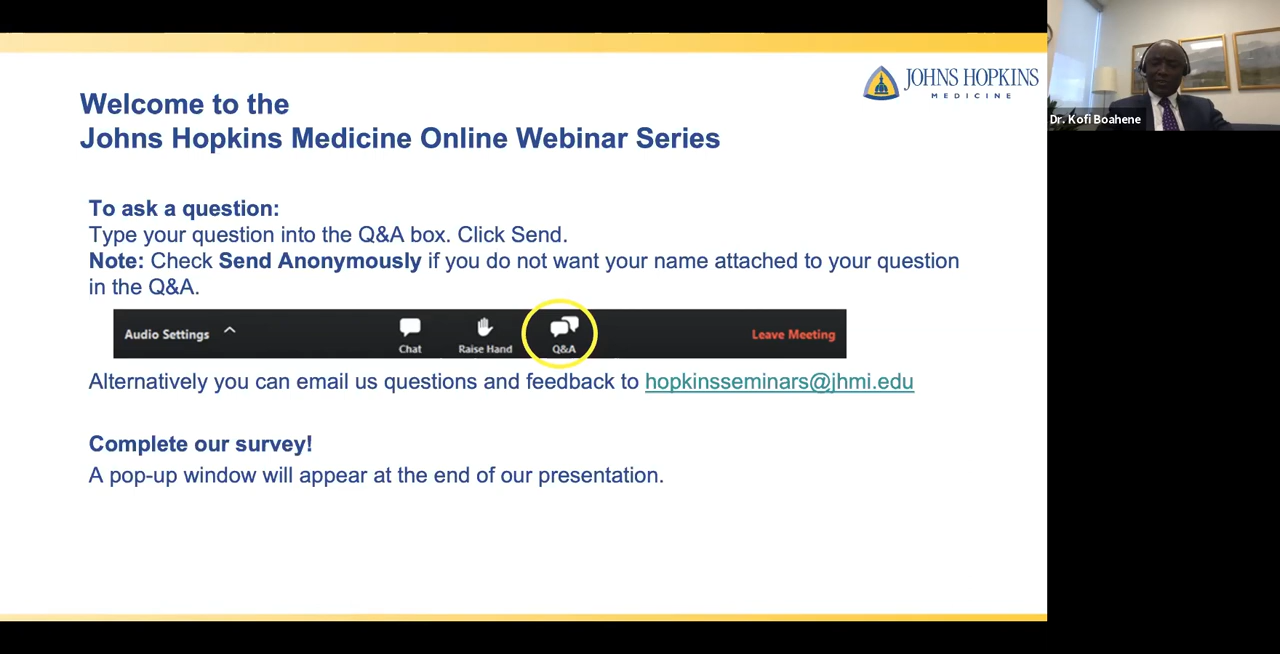 Welcome to the
Johns Hopkins Medicine Online Webinar Series
JOHNS HOPKINS
MEDICINE
Dr. Kofi Boahene
To ask a question:
Type your question into the Q&A box. Click Send.
Note: Check Send Anonymously if you do not want your name attached to your question
in the Q&A.
Audio Settings
Chat
Raise Hand
Q&A
Leave Meeting
Alternatively you can email us questions and feedback to hopkinsseminars@jhmi.edu
Complete our survey!
A pop-up window will appear at the end of our presentation.